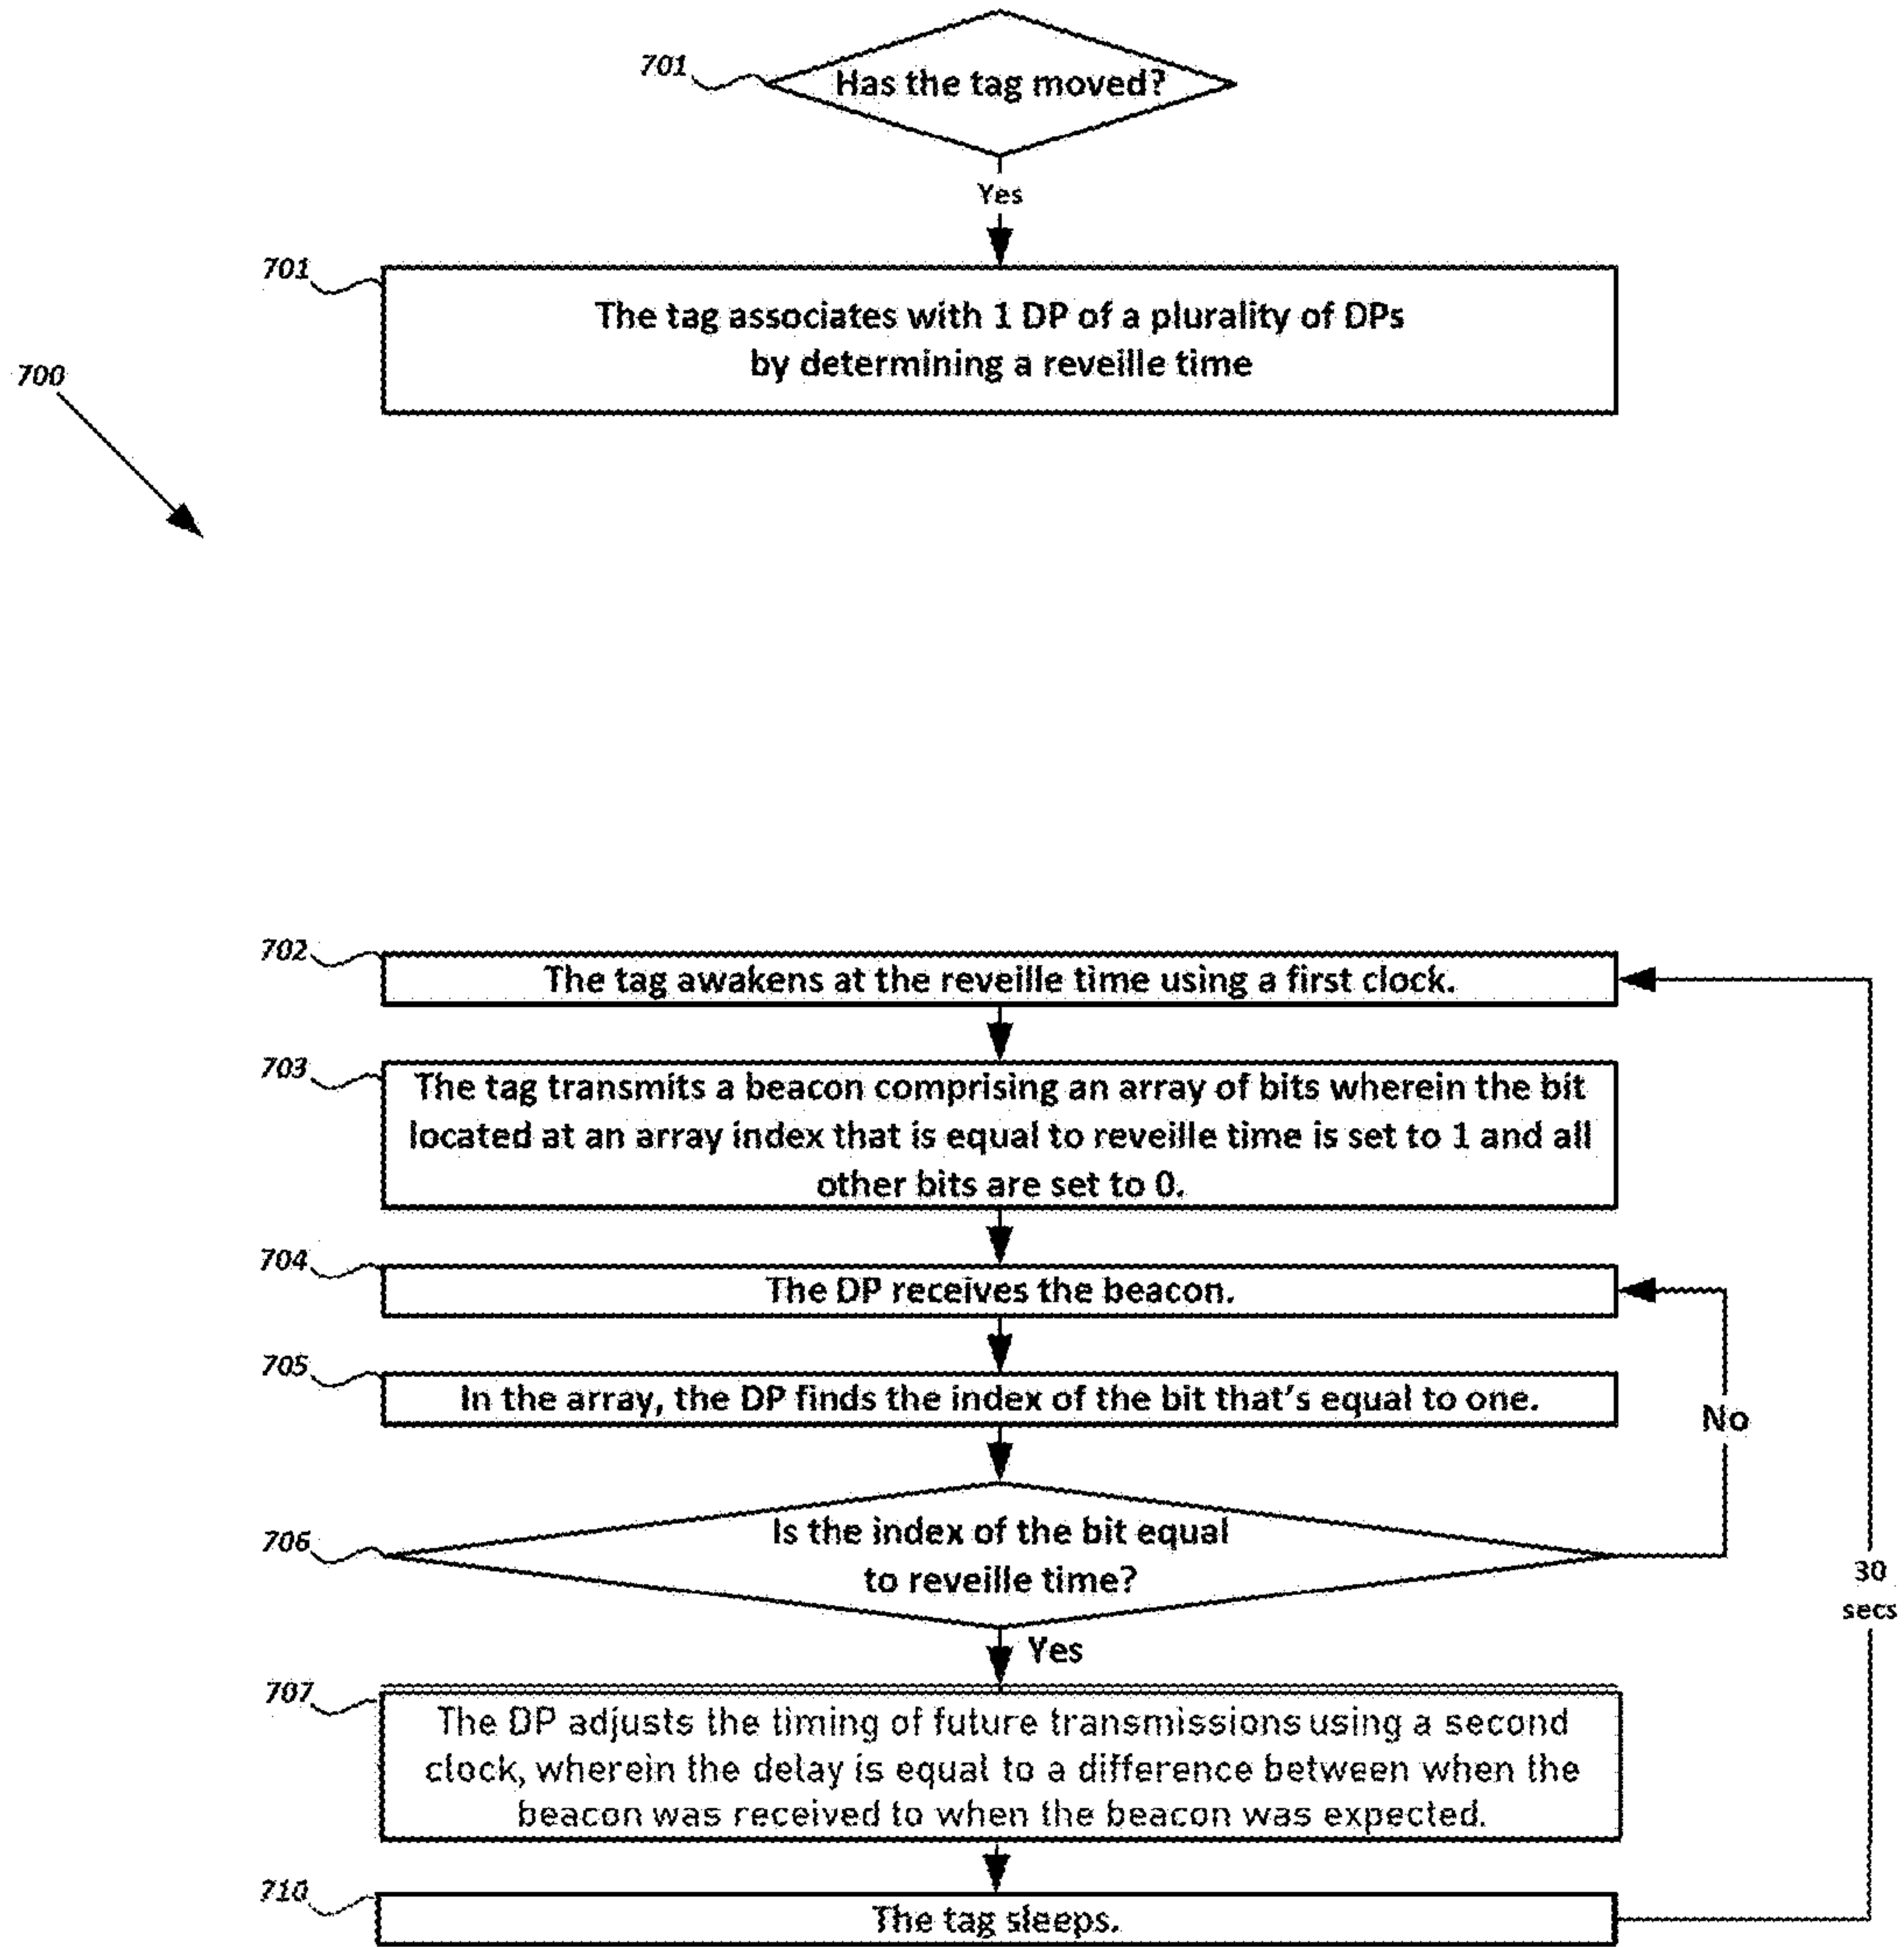 701
Has the tag moved?
Yes
701
The tag associates with 1 DP of a plurality of DPs
by determining a reveille time
700
702
The tag awakens at the reveille time using a first clock.
703
The tag transmits a beacon comprising an array of bits wherein the bit
located at an array index that is equal to reveille time is set to 1 and all
other bits are set to 0.
704
The DP receives the beacon.
705
In the array, the DP finds the index of the bit that's equal to one.
No
706
Is the index of the bit equal
to reveille time?
30
secs
Yes
707
The DP adjusts the timing of future transmissions using a second
clock, wherein the delay is equal to a difference between when the
beacon was received to when the beacon was expected.
710
The tag sleeps.